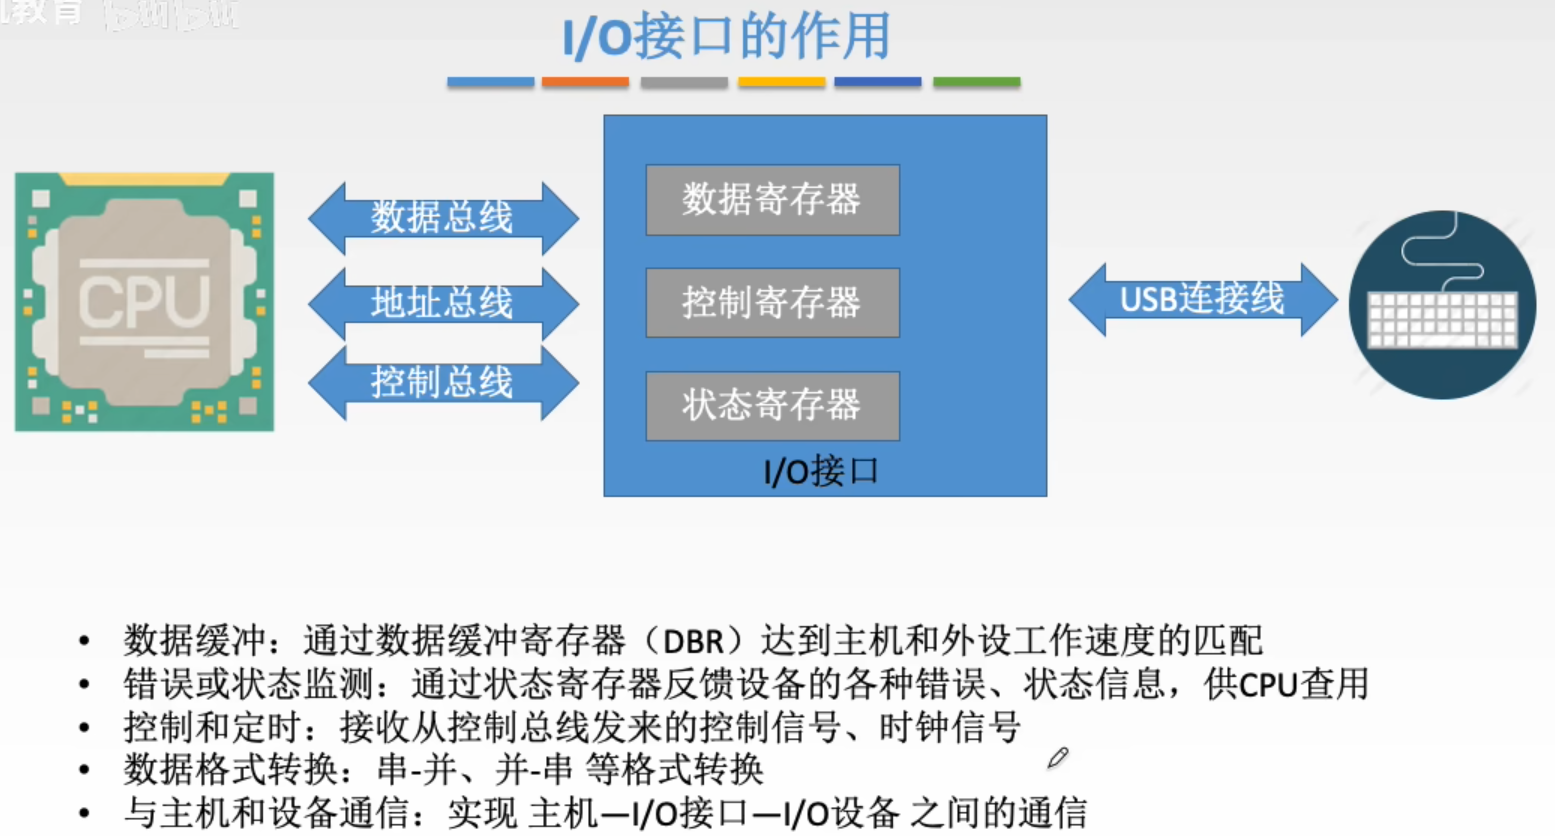 教育 bilibili
I/O接口的作用
CPU
数据总线
地址总线
控制总线
数据寄存器
控制寄存器
状态寄存器
I/O接口
USB连接线
• 数据缓冲：通过数据缓冲寄存器（DBR）达到主机和外设工作速度的匹配
• 错误或状态监测：通过状态寄存器反馈设备的各种错误、状态信息，供CPU查用
• 控制和定时：接收从控制总线发来的控制信号、时钟信号
• 数据格式转换：串-并、并-串 等格式转换
• 与主机和设备通信：实现 主机—I/O接口—I/O设备 之间的通信